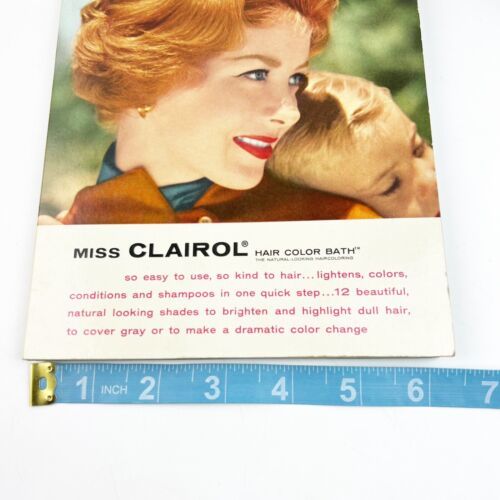 MISS CLAIROL® HAIR COLOR BATH™
THE NATURAL-LOOKING HAIRCOLORING
so easy to use, so kind to hair...lightens, colors,
conditions and shampoos in one quick step...12 beautiful,
natural looking shades to brighten and highlight dull hair,
to cover gray or to make a dramatic color change
1 INCH 2 3 4 5 6 7